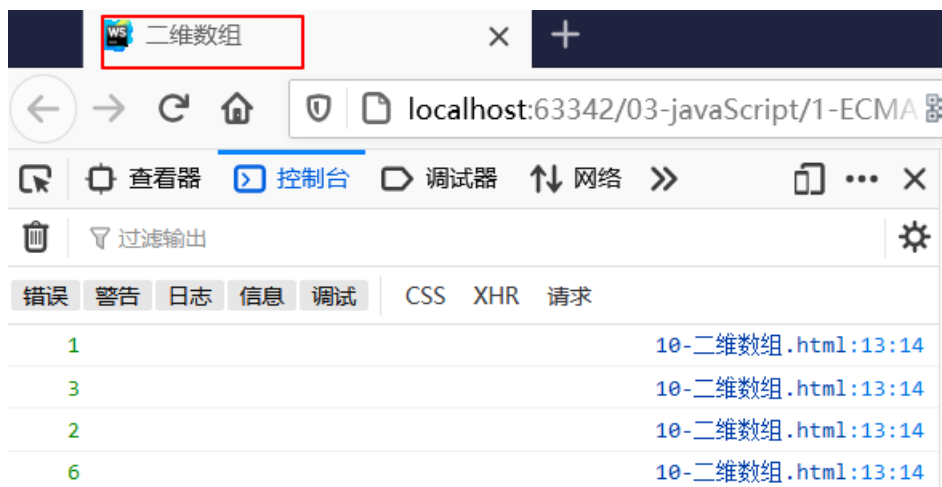 WS 二维数组
localhost:63342/03-javaScript/1-ECMA
查看器 控制台 调试器 网络
过滤输出
错误 警告 日志 信息 调试 CSS XHR 请求
1 10-二维数组.html:13:14
3 10-二维数组.html:13:14
2 10-二维数组.html:13:14
6 10-二维数组.html:13:14